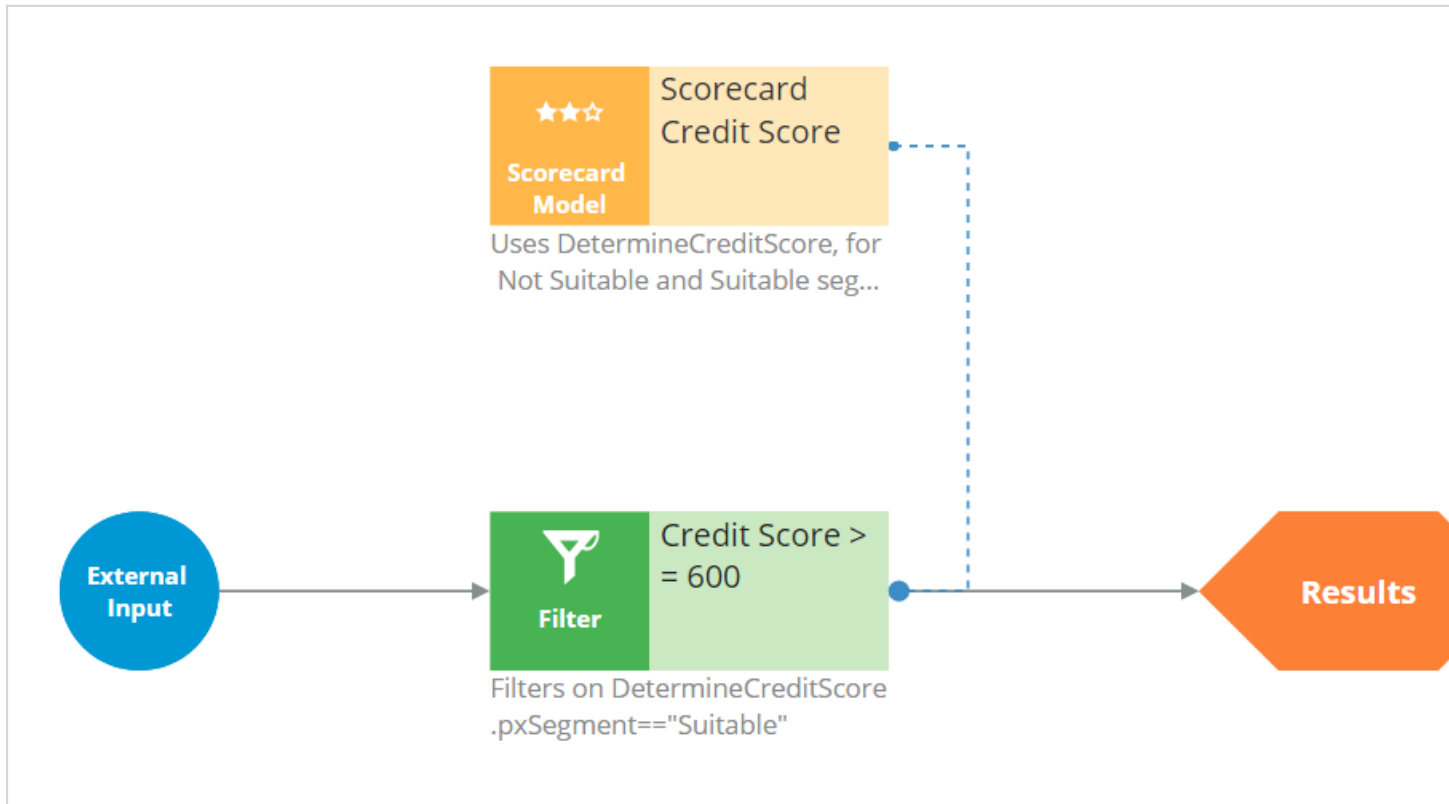 Scorecard
Credit Score
Scorecard
Model
Uses DetermineCreditScore, for
Not Suitable and Suitable seg...
External
Input
Credit Score >
= 600
Filter
Results
Filters on DetermineCreditScore
.pxSegment=="Suitable"